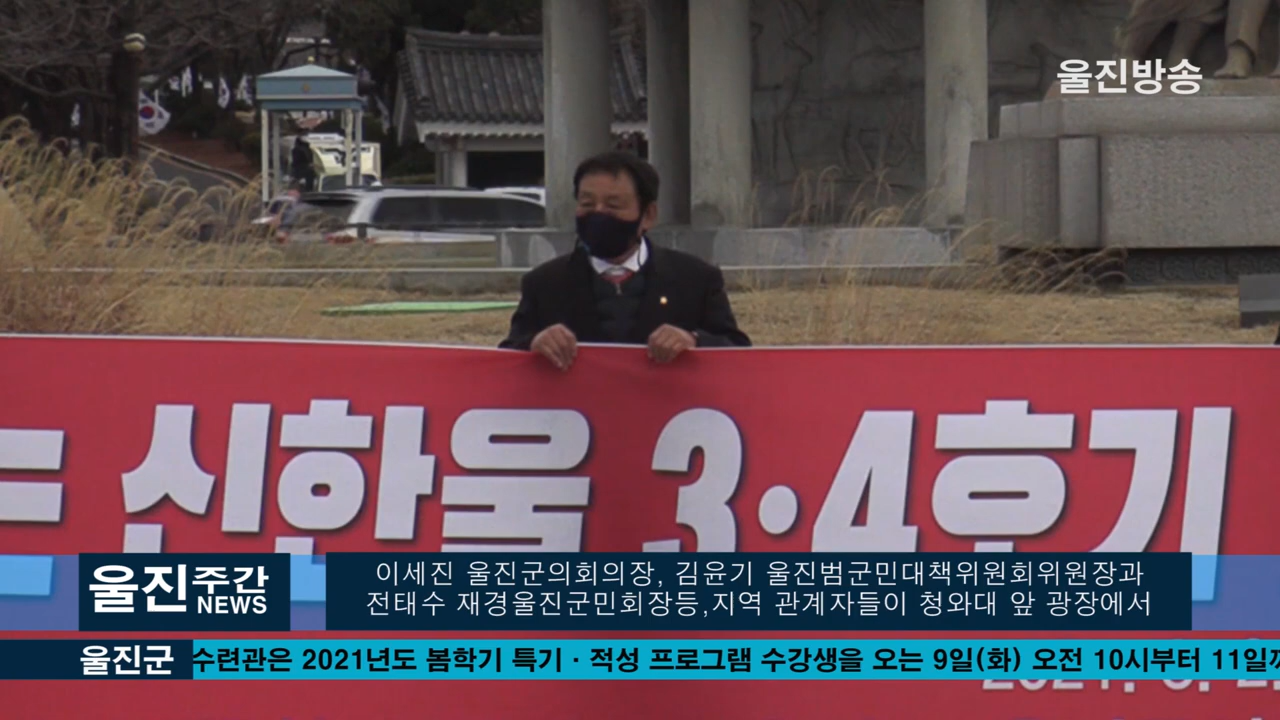 울진방송
신한울 3·4호기
울진주간
NEWS
이세진 울진군의회의장, 김윤기 울진범군민대책위원회위원장과
전태수 재경울진군민회장등,지역 관계자들이 청와대 앞 광장에서
울진군 수련관은 2021년도 봄학기 특기·적성 프로그램 수강생을 오는 9일(화) 오전 10시부터 11일